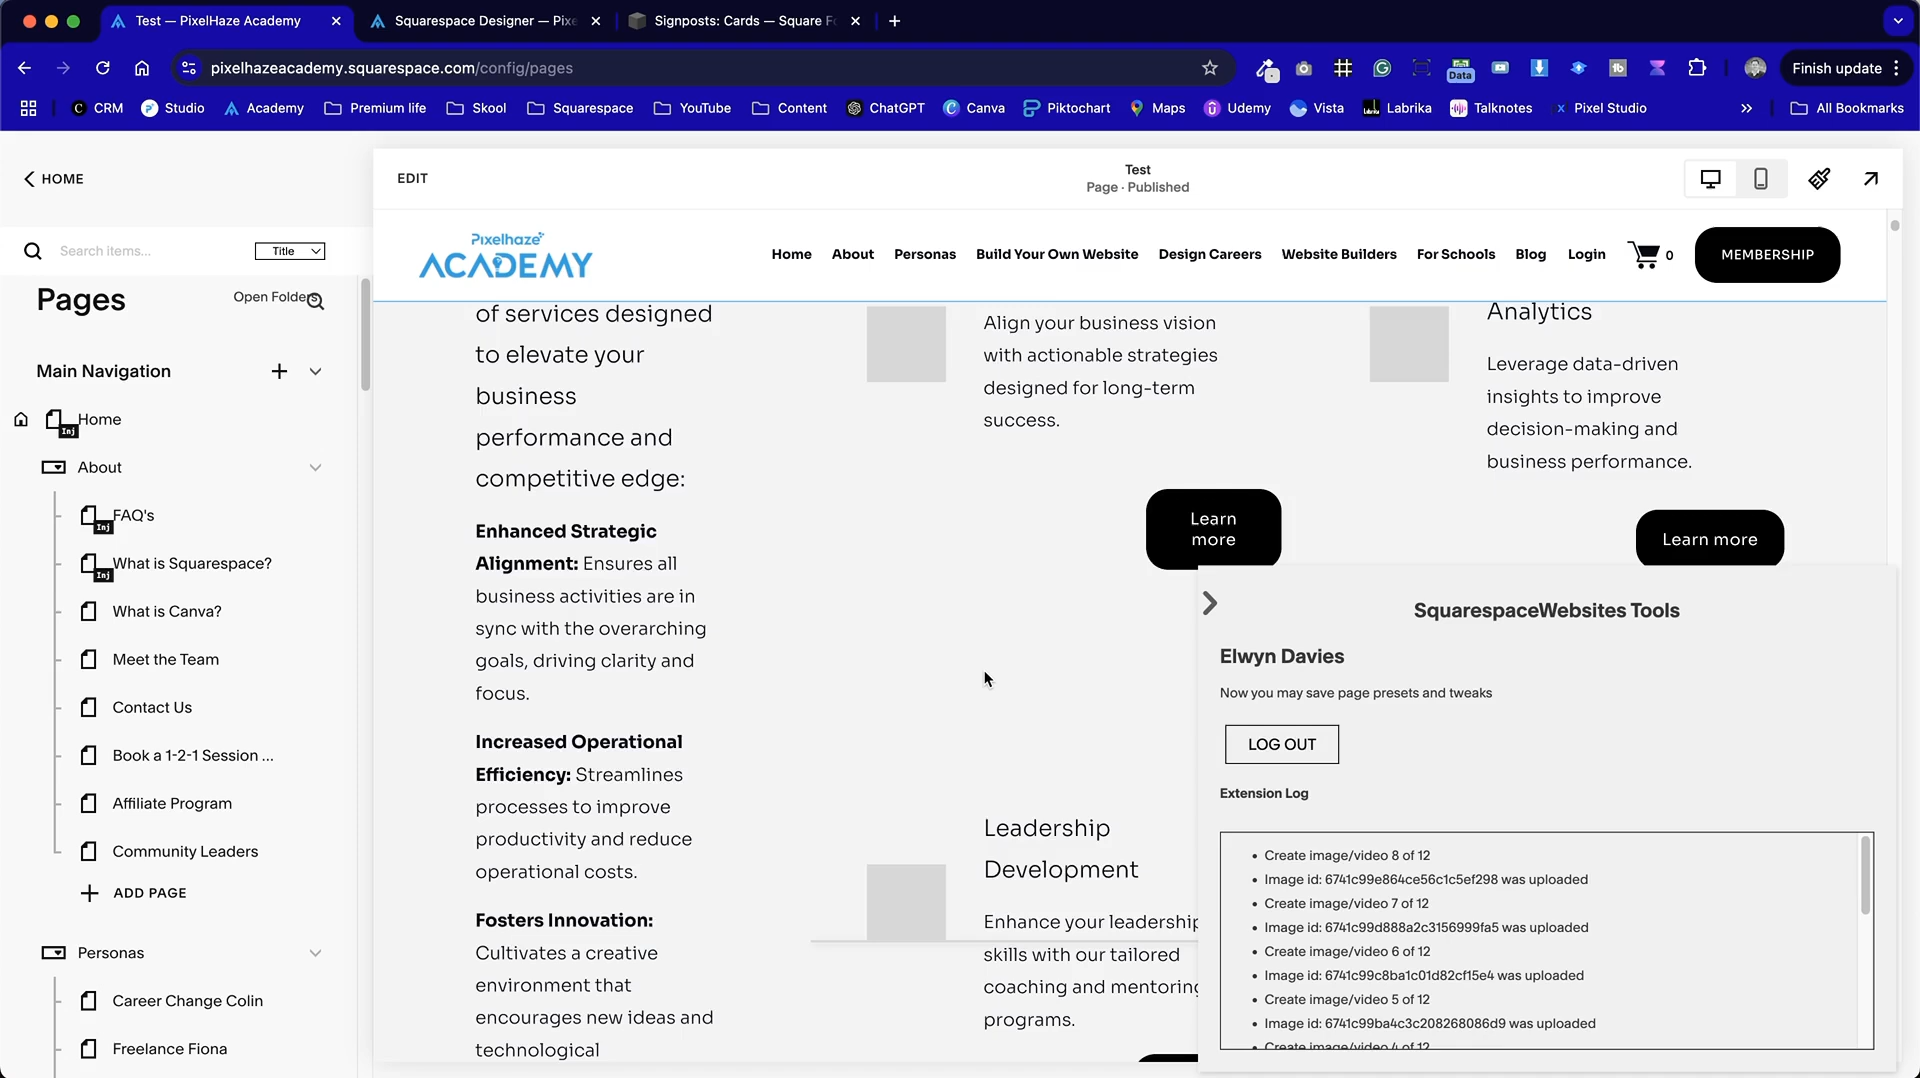 Test — PixelHaze Academy
Squarespace Designer — Pix
Signposts: Cards — Square F
pixelhazeacademy.squarespace.com/config/pages
Data
Finish update
CRM
Studio
Academy
Premium life
Skool
Squarespace
YouTube
Content
ChatGPT
Canva
Piktochart
Maps
Udemy
Vista
Labrika
Talknotes
Pixel Studio
All Bookmarks
HOME
EDIT
Test
Page · Published
Search items...
Title
Pages
Open Folders
Main Navigation
Home
Inj
About
FAQ's
Inj
What is Squarespace?
Inj
What is Canva?
Meet the Team
Contact Us
Book a 1-2-1 Session ...
Affiliate Program
Community Leaders
ADD PAGE
Personas
Career Change Colin
Freelance Fiona
Pixelhaze
ACADEMY
Home
About
Personas
Build Your Own Website
Design Careers
Website Builders
For Schools
Blog
Login
0
MEMBERSHIP
of services designed
to elevate your
business
performance and
competitive edge:
Enhanced Strategic
Alignment: Ensures all
business activities are in
sync with the overarching
goals, driving clarity and
focus.
Increased Operational
Efficiency: Streamlines
processes to improve
productivity and reduce
operational costs.
Fosters Innovation:
Cultivates a creative
environment that
encourages new ideas and
technological
Align your business vision
with actionable strategies
designed for long-term
success.
Learn
more
Leadership
Development
Enhance your leadership
skills with our tailored
coaching and mentoring
programs.
Analytics
Leverage data-driven
insights to improve
decision-making and
business performance.
Learn more
SquarespaceWebsites Tools
Elwyn Davies
Now you may save page presets and tweaks
LOG OUT
Extension Log
• Create image/video 8 of 12
• Image id: 6741c99e864ce56c1c5ef298 was uploaded
• Create image/video 7 of 12
• Image id: 6741c99d888a2c3156999fa5 was uploaded
• Create image/video 6 of 12
• Image id: 6741c99c8ba1c01d82cf15e4 was uploaded
• Create image/video 5 of 12
• Image id: 6741c99ba4c3c208268086d9 was uploaded
• Create image/video 4 of 12